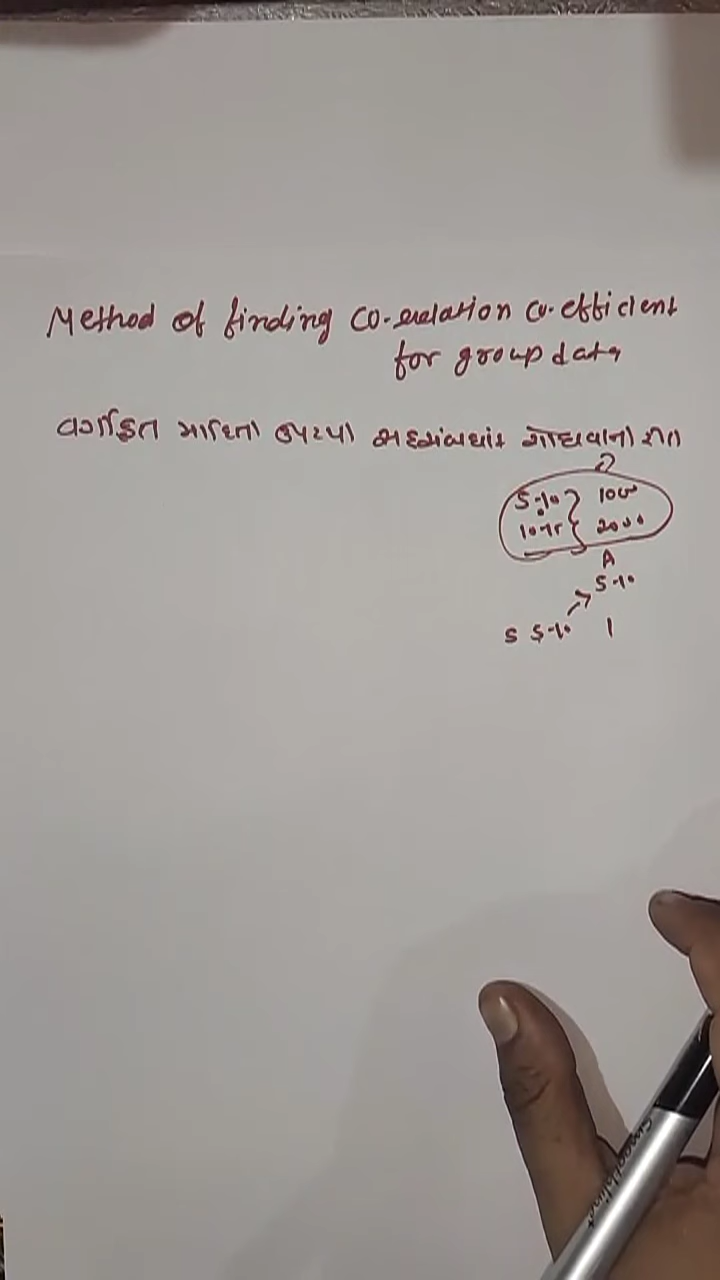 Method of finding co-relation co-efficient
for group data
વર્ગીકૃત માહિતી ઉપરથી સહસંબંધાંક શોધવાની રીત
5-10 } 1000
10-15 { 2000
A
5-10
5 5-10 1